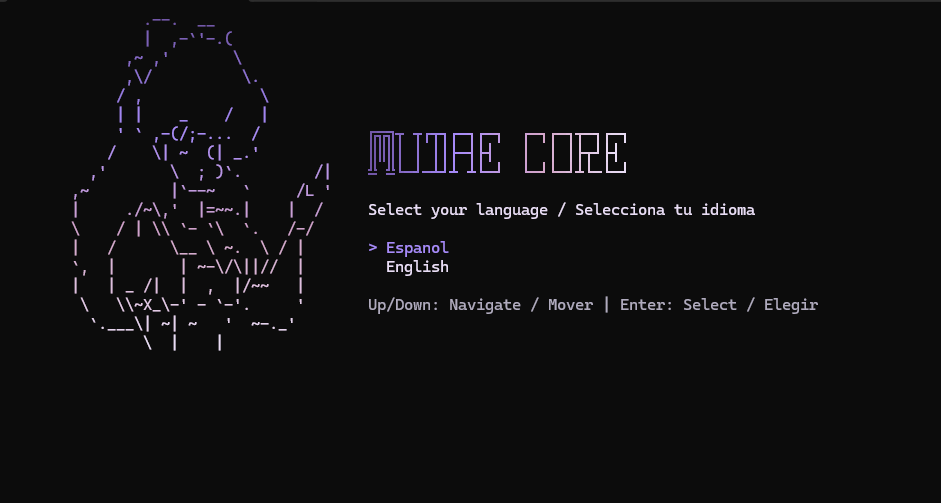 MUDAE CORE
Select your language / Selecciona tu idioma
> Espanol
English
Up/Down: Navigate / Mover | Enter: Select / Elegir